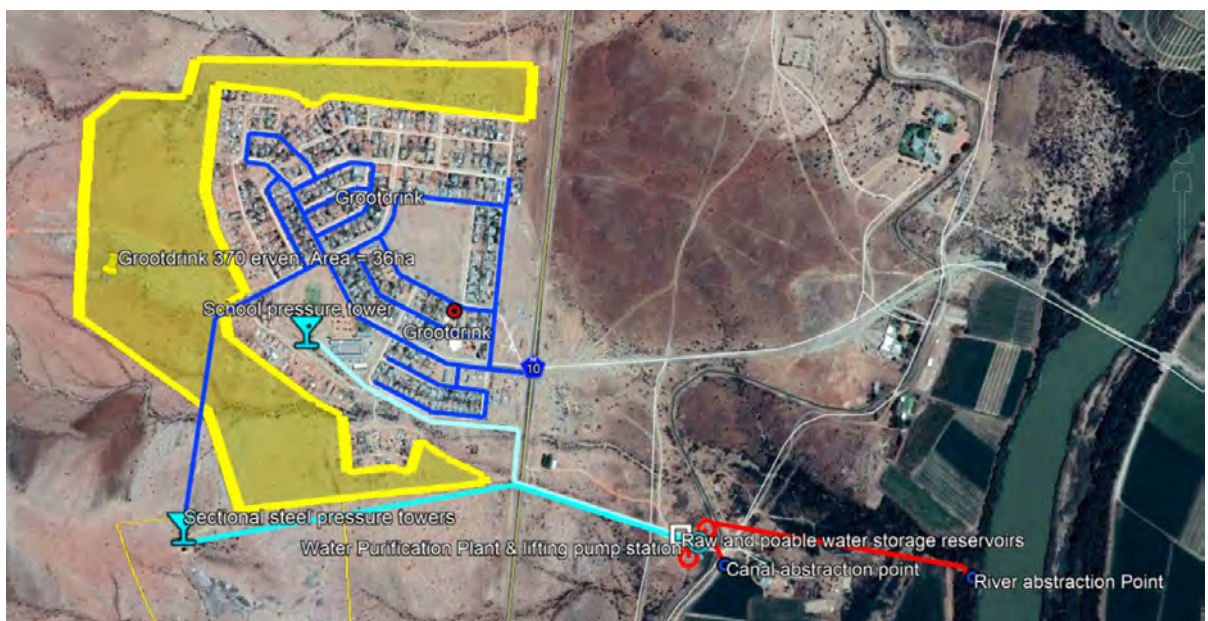 Grootdrink
Grootdrink 370 erven: Area = 36ha
School pressure tower
Grootdrink
10
Sectional steel pressure towers
Water Purification Plant & lifting pump station
Raw and poable water storage reservoirs
Canal abstraction point
River abstraction Point